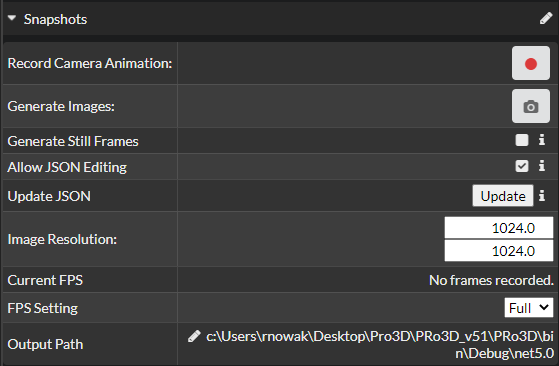 Snapshots
Record Camera Animation:
Generate Images:
Generate Still Frames
Allow JSON Editing
Update JSON Update
Image Resolution: 1024.0
1024.0
Current FPS No frames recorded.
FPS Setting Full
Output Path c:\Users\rnowak\Desktop\Pro3D\PRo3D_v51\PRo3D\bi
n\Debug\net5.0